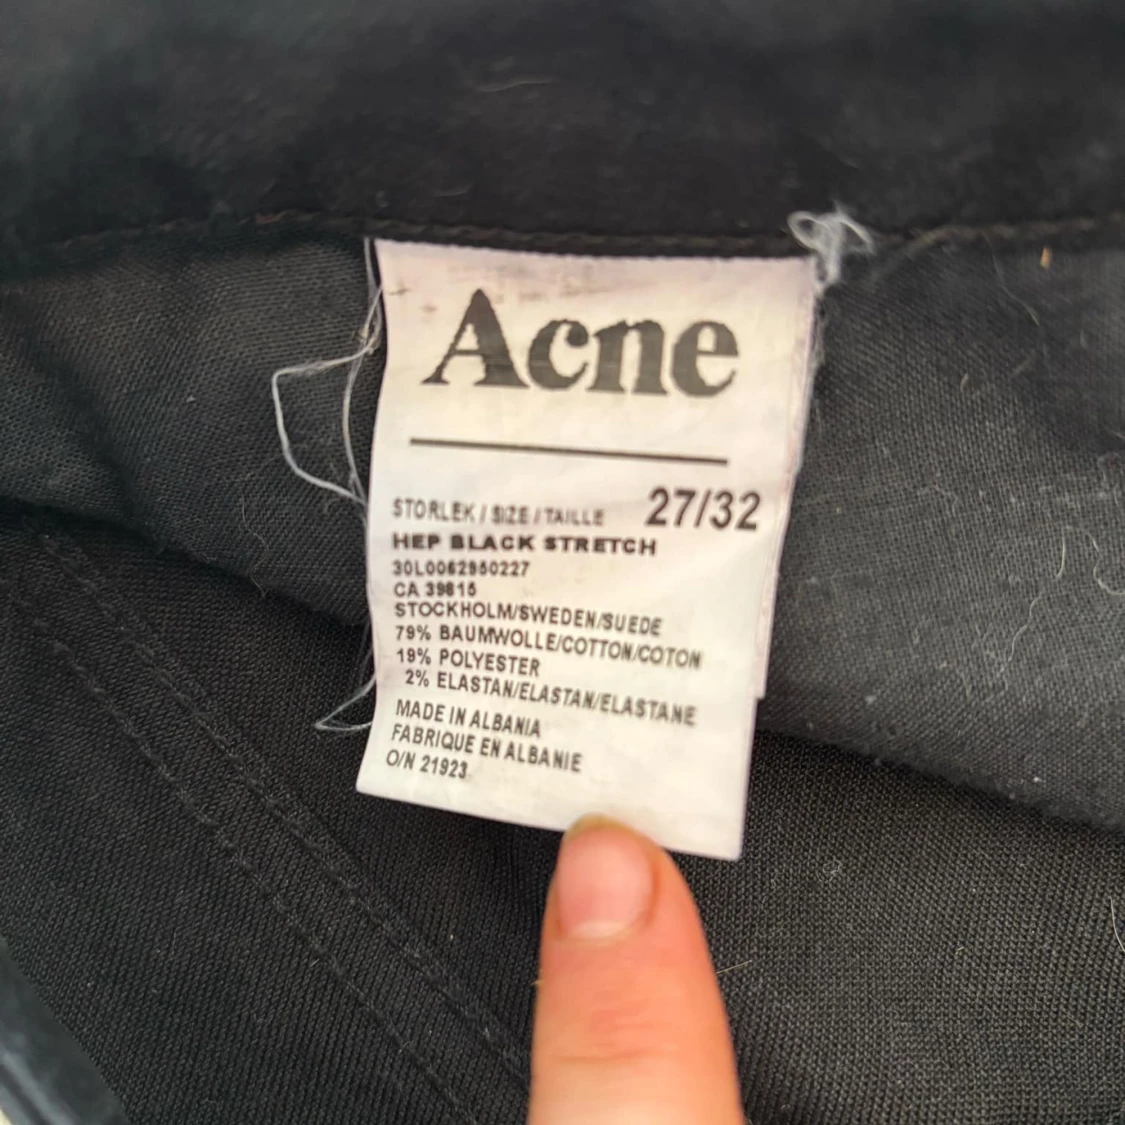 Acne
STORLEK / SIZE / TAILLE 27/32
HEP BLACK STRETCH
30L0062950227
CA 39815
STOCKHOLM/SWEDEN/SUEDE
79% BAUMWOLLE/COTTON/COTON
19% POLYESTER
2% ELASTAN/ELASTAN/ELASTANE
MADE IN ALBANIA
FABRIQUE EN ALBANIE
O/N 21923